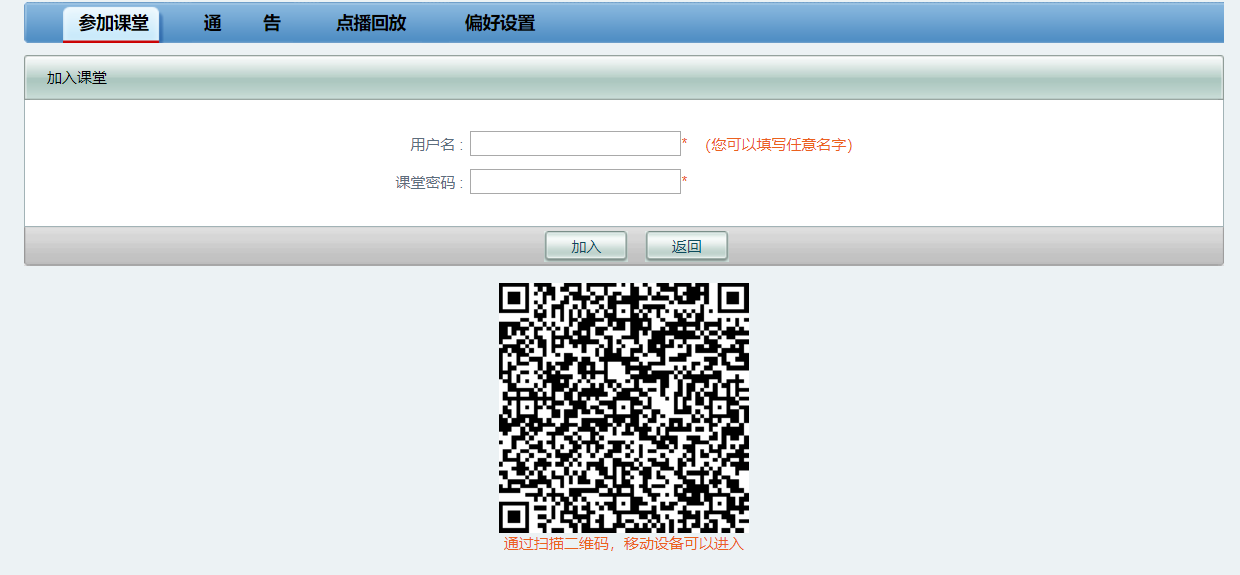 参加课堂 通 告 点播回放 偏好设置
加入课堂
用户名 : * （您可以填写任意名字）
课堂密码 : *
加入 返回
通过扫描二维码，移动设备可以进入